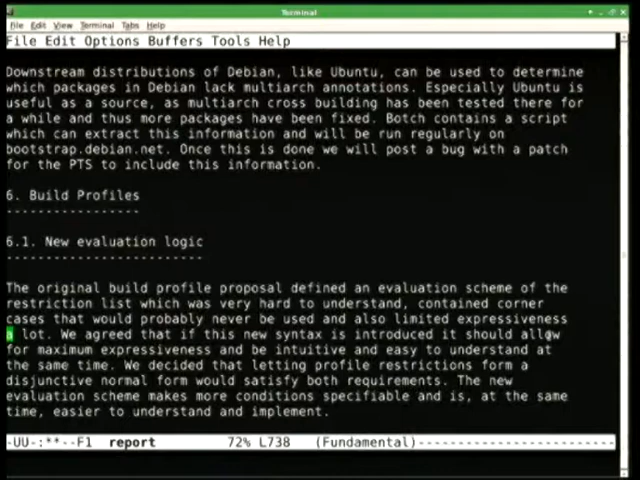 Terminal
File Edit View Terminal Tabs Help
File Edit Options Buffers Tools Help
Downstream distributions of Debian, like Ubuntu, can be used to determine
which packages in Debian lack multiarch annotations. Especially Ubuntu is
useful as a source, as multiarch cross building has been tested there for
a while and thus more packages have been fixed. Botch contains a script
which can extract this information and will be run regularly on
bootstrap.debian.net. Once this is done we will post a bug with a patch
for the PTS to include this information.
6. Build Profiles
-----------------
6.1. New evaluation logic
-------------------------
The original build profile proposal defined an evaluation scheme of the
restriction list which was very hard to understand, contained corner
cases that would probably never be used and also limited expressiveness
a lot. We agreed that if this new syntax is introduced it should allow
for maximum expressiveness and be intuitive and easy to understand at
the same time. We decided that letting profile restrictions form a
disjunctive normal form would satisfy both requirements. The new
evaluation scheme makes more conditions specifiable and is, at the same
time, easier to understand and implement.
-UU-:**--F1 report 72% L738 (Fundamental)-------------------------